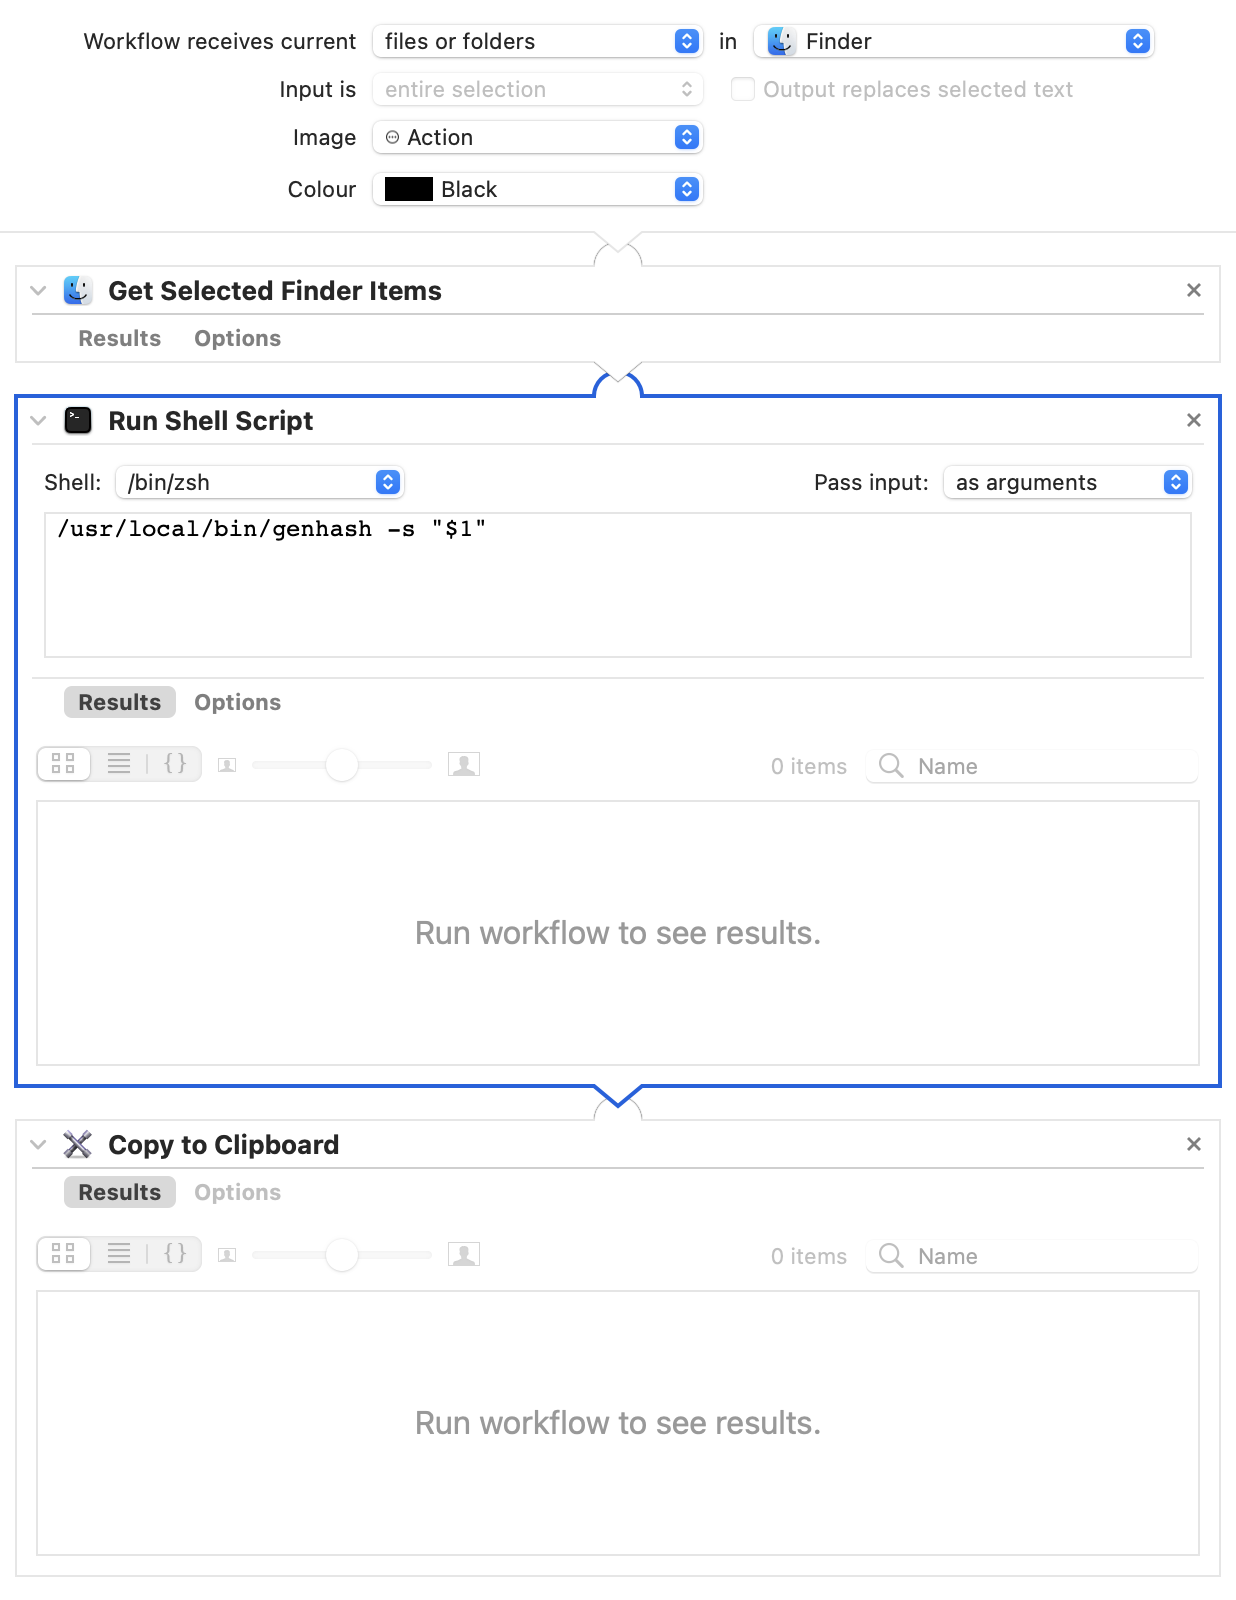 Workflow receives current files or folders in Finder
Input is entire selection Output replaces selected text
Image Action
Colour Black
Get Selected Finder Items
Results Options
Run Shell Script
Shell: /bin/zsh Pass input: as arguments
/usr/local/bin/genhash -s "$1"
Results Options
0 items Name
Run workflow to see results.
Copy to Clipboard
Results Options
0 items Name
Run workflow to see results.